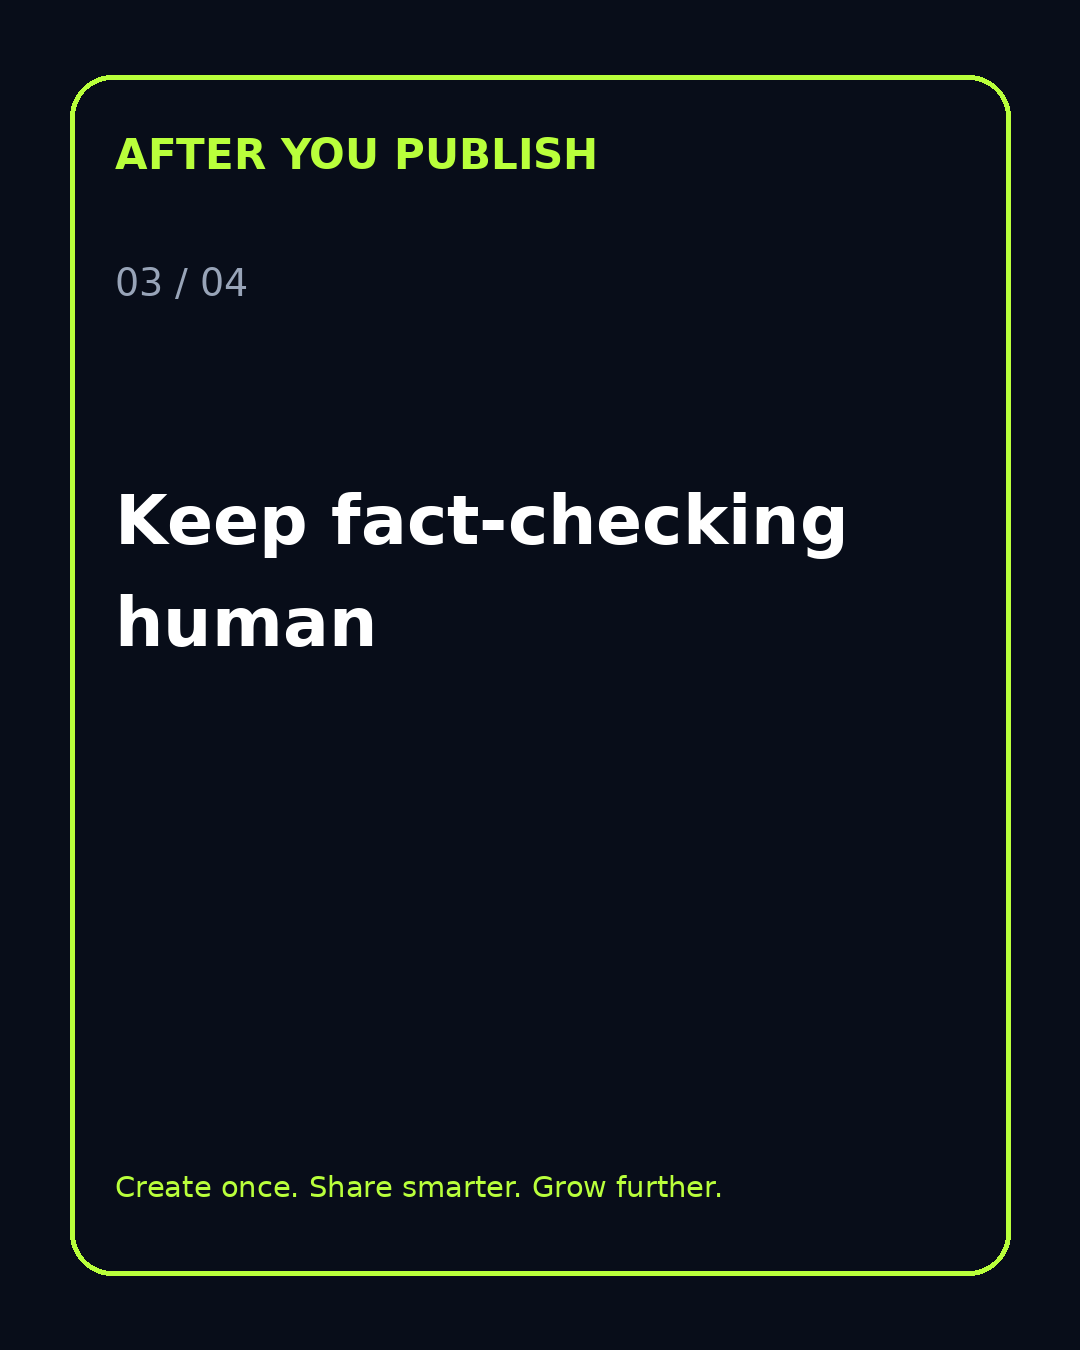 AFTER YOU PUBLISH
03 / 04
Keep fact-checking
human
Create once. Share smarter. Grow further.